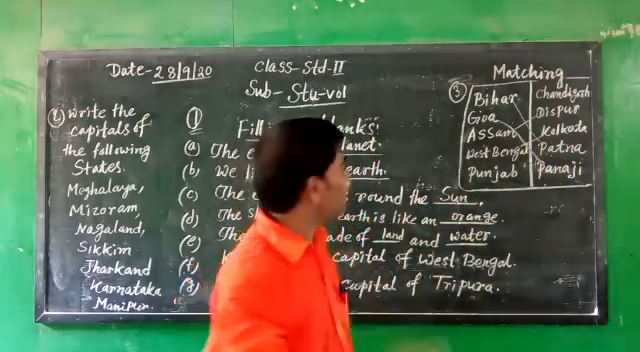 Date-28/9/20
Class-Std-II
Sub-Stu-vol
② Write the
capitals of
the following
States.
Meghalaya,
Mizoram,
Nagaland,
Sikkim
Jharkand
Karnataka
Manipur.
①
Fill blanks:
(a) The planet.
(b) We earth.
(c) The round the Sun.
(d) The earth is like an orange.
(e) The of land and water.
(f) capital of West Bengal.
(g) capital of Tripura.
Matching
③ Bihar Chandigarh
Goa Dispur
Assam Kolkata
West Bengal Patna
Punjab Panaji